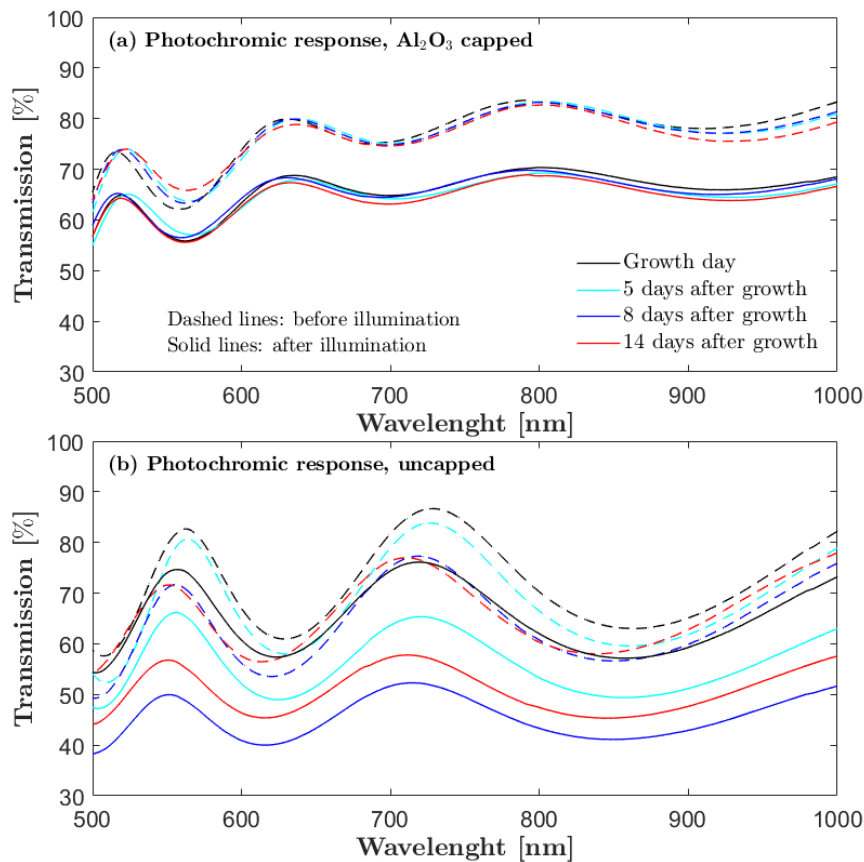 (a) Photochromic response, Al₂O₃ capped
Transmission [%]
100
90
80
70
60
50
40
30
Growth day
5 days after growth
8 days after growth
14 days after growth
Dashed lines: before illumination
Solid lines: after illumination
500
600
700
800
900
1000
Wavelenght [nm]
(b) Photochromic response, uncapped
Transmission [%]
100
90
80
70
60
50
40
30
500
600
700
800
900
1000
Wavelenght [nm]